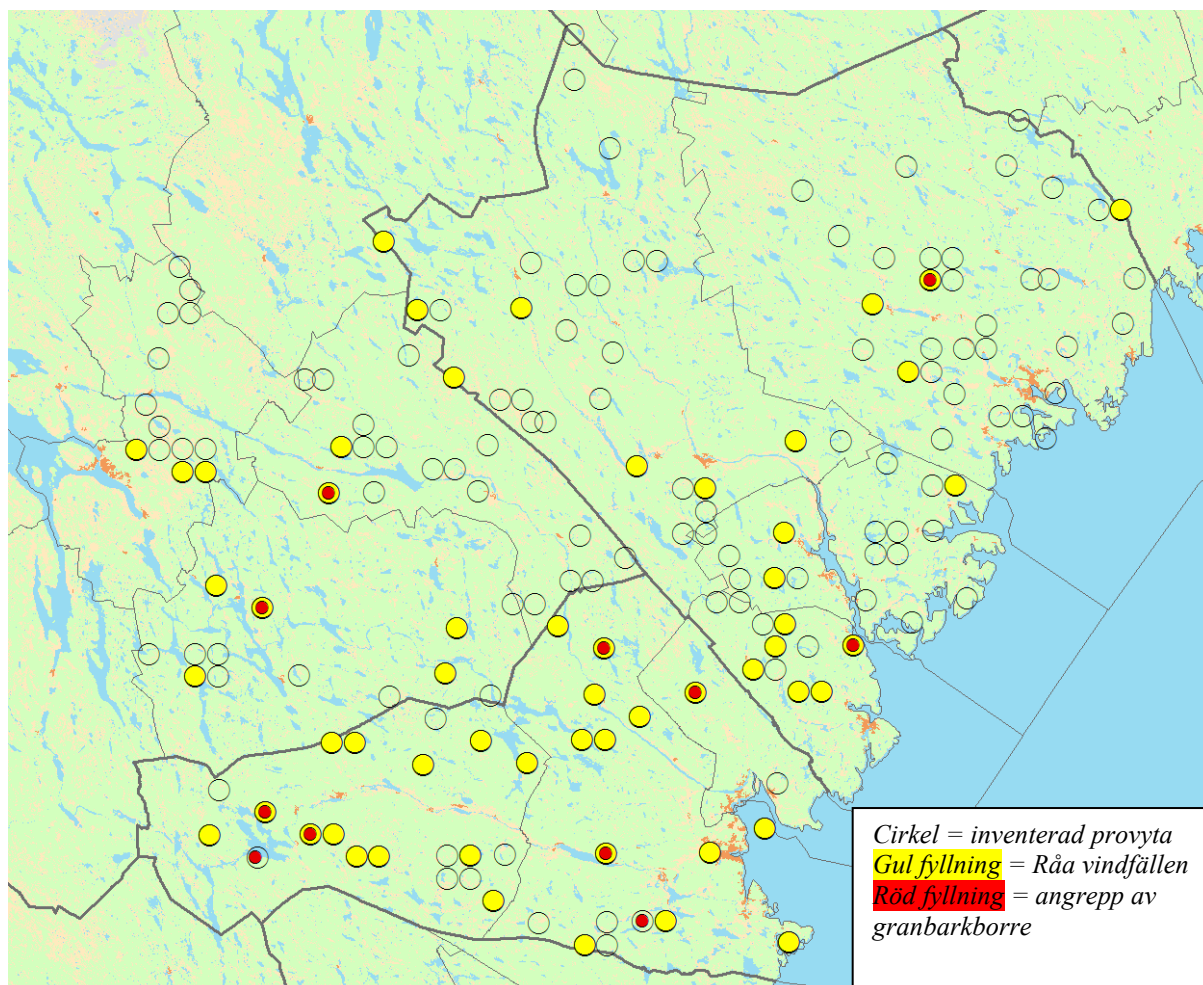 Cirkel = inventerad provyta
Gul fyllning = Råa vindfällen
Röd fyllning = angrepp av
granbarkborre